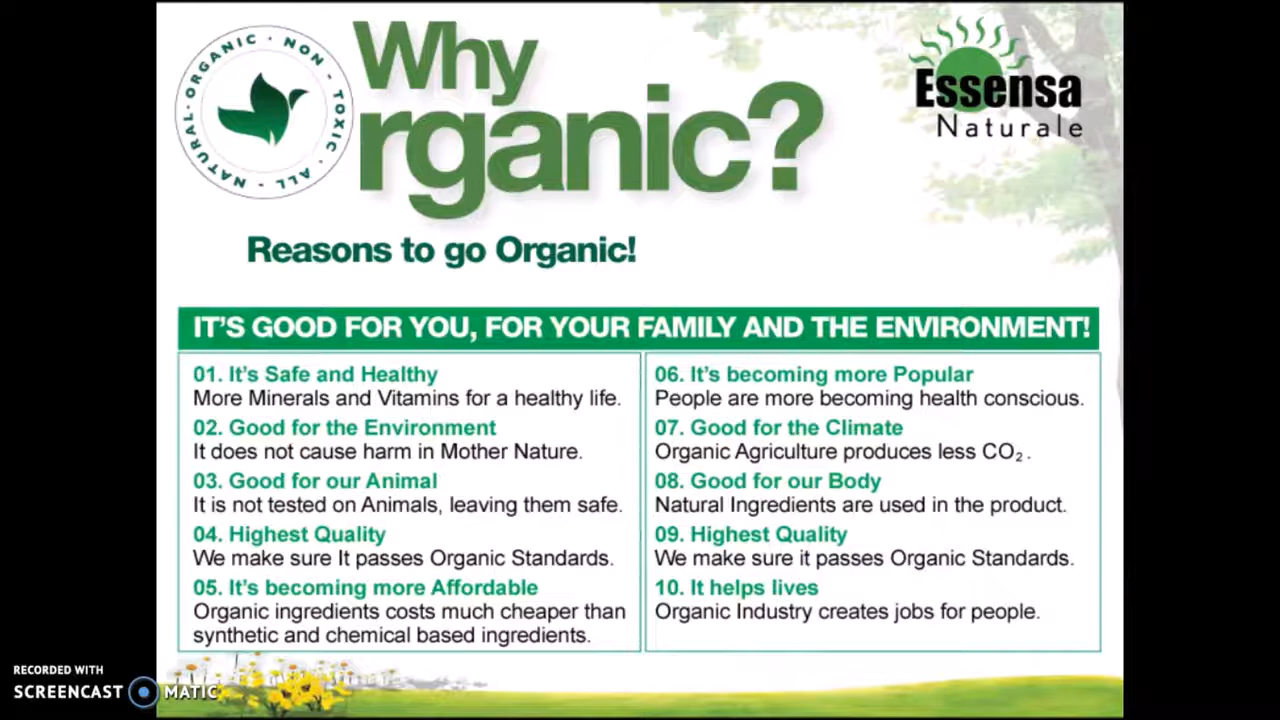 ORGANIC · NON - TOXIC · ALL - NATURAL ·
Why
rganic?
Essensa
Naturale
Reasons to go Organic!
IT'S GOOD FOR YOU, FOR YOUR FAMILY AND THE ENVIRONMENT!
01. It's Safe and Healthy
More Minerals and Vitamins for a healthy life.
02. Good for the Environment
It does not cause harm in Mother Nature.
03. Good for our Animal
It is not tested on Animals, leaving them safe.
04. Highest Quality
We make sure It passes Organic Standards.
05. It's becoming more Affordable
Organic ingredients costs much cheaper than
synthetic and chemical based ingredients.
06. It's becoming more Popular
People are more becoming health conscious.
07. Good for the Climate
Organic Agriculture produces less CO₂ .
08. Good for our Body
Natural Ingredients are used in the product.
09. Highest Quality
We make sure it passes Organic Standards.
10. It helps lives
Organic Industry creates jobs for people.
RECORDED WITH
SCREENCAST MATIC